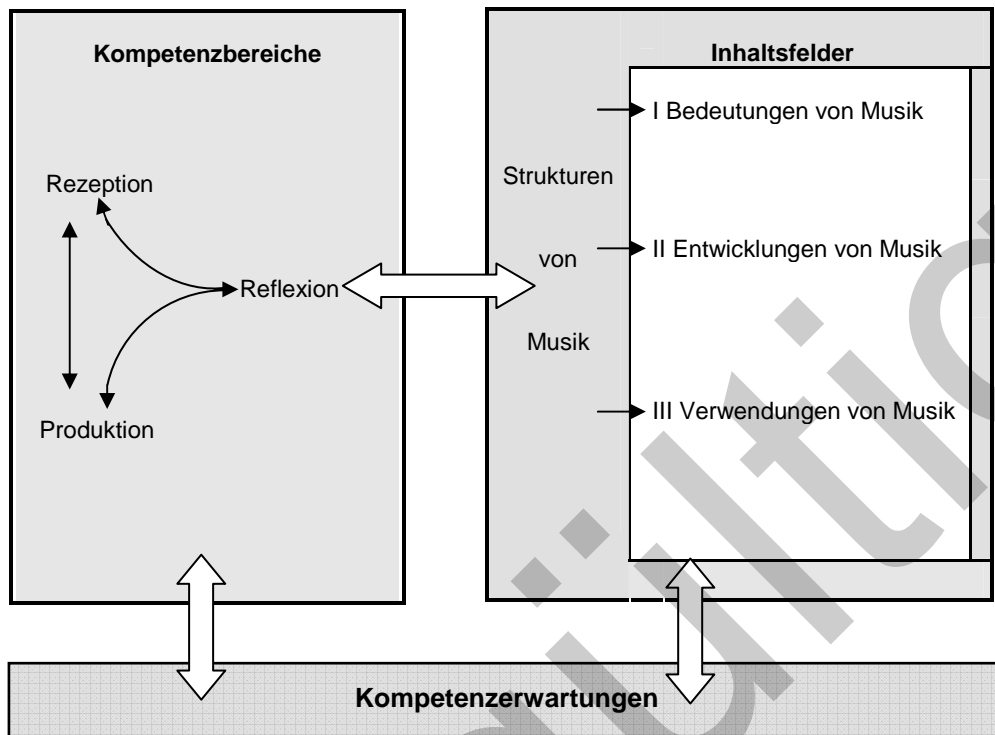 Kompetenzbereiche
Rezeption
Reflexion
Produktion
Inhaltsfelder
Strukturen
von
Musik
I Bedeutungen von Musik
II Entwicklungen von Musik
III Verwendungen von Musik
Kompetenzerwartungen